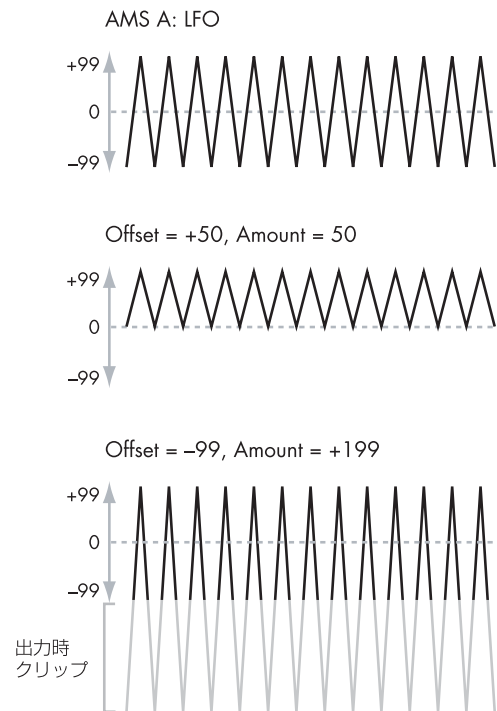 AMS A: LFO
+99
0
–99
Offset = +50, Amount = 50
+99
0
–99
Offset = –99, Amount = +199
+99
0
–99
出力時
クリップ